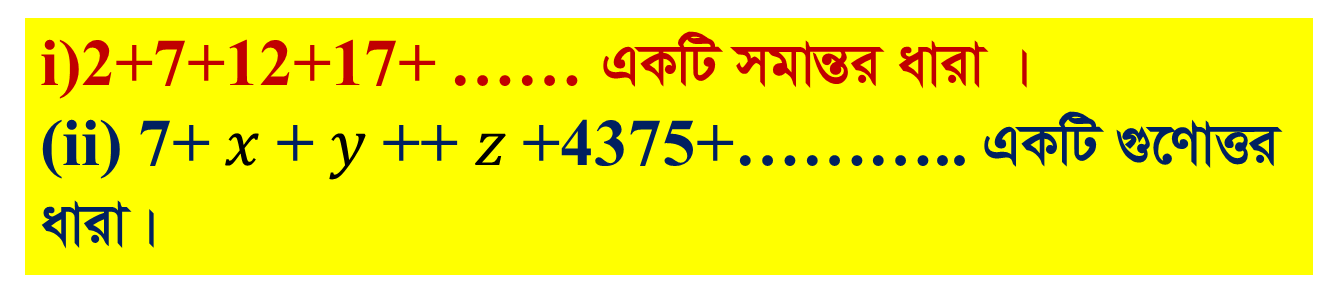 i)2+7+12+17+ …… একটি সমান্তর ধারা ।
(ii) 7+ 𝑥 + 𝑦 ++ 𝑧 +4375+……….. একটি গুণোত্তর
ধারা।